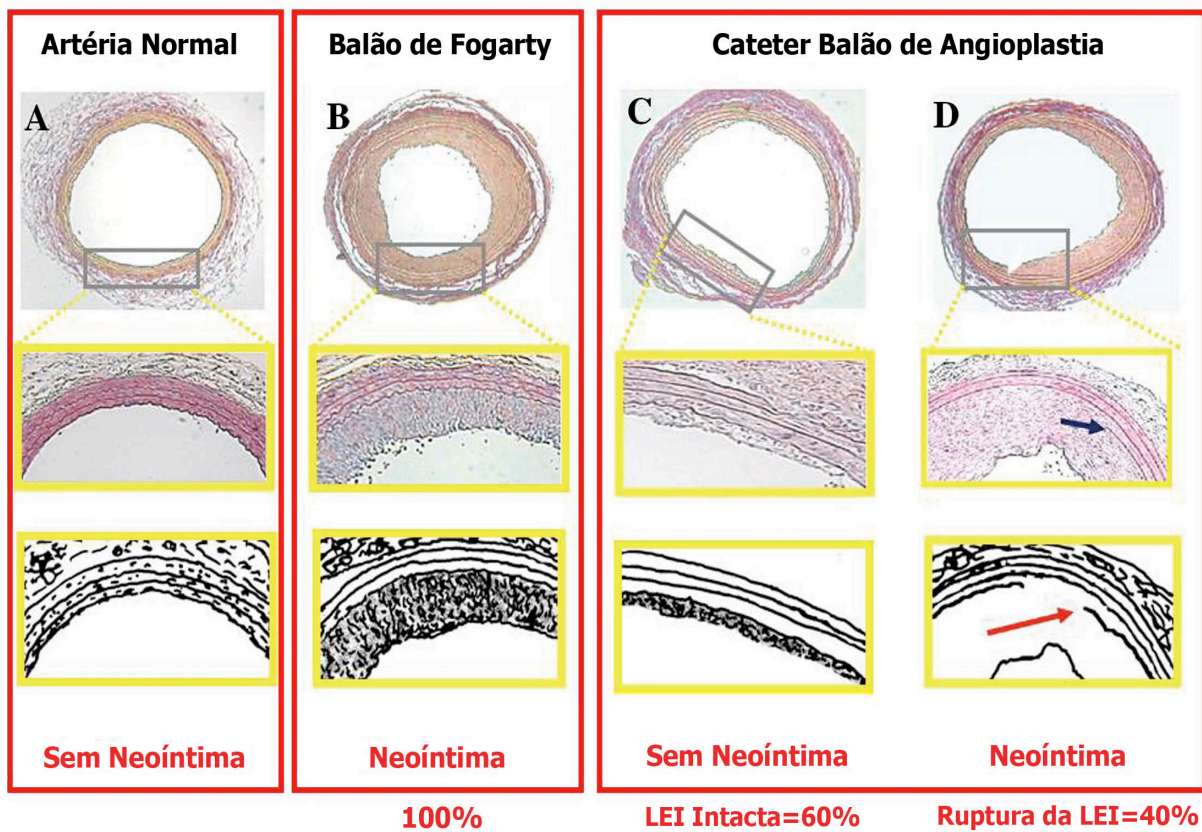 Artéria Normal
Balão de Fogarty
Cateter Balão de Angioplastia
A
B
C
D
Sem Neoíntima
Neoíntima
Sem Neoíntima
Neoíntima
100%
LEI Intacta=60%
Ruptura da LEI=40%